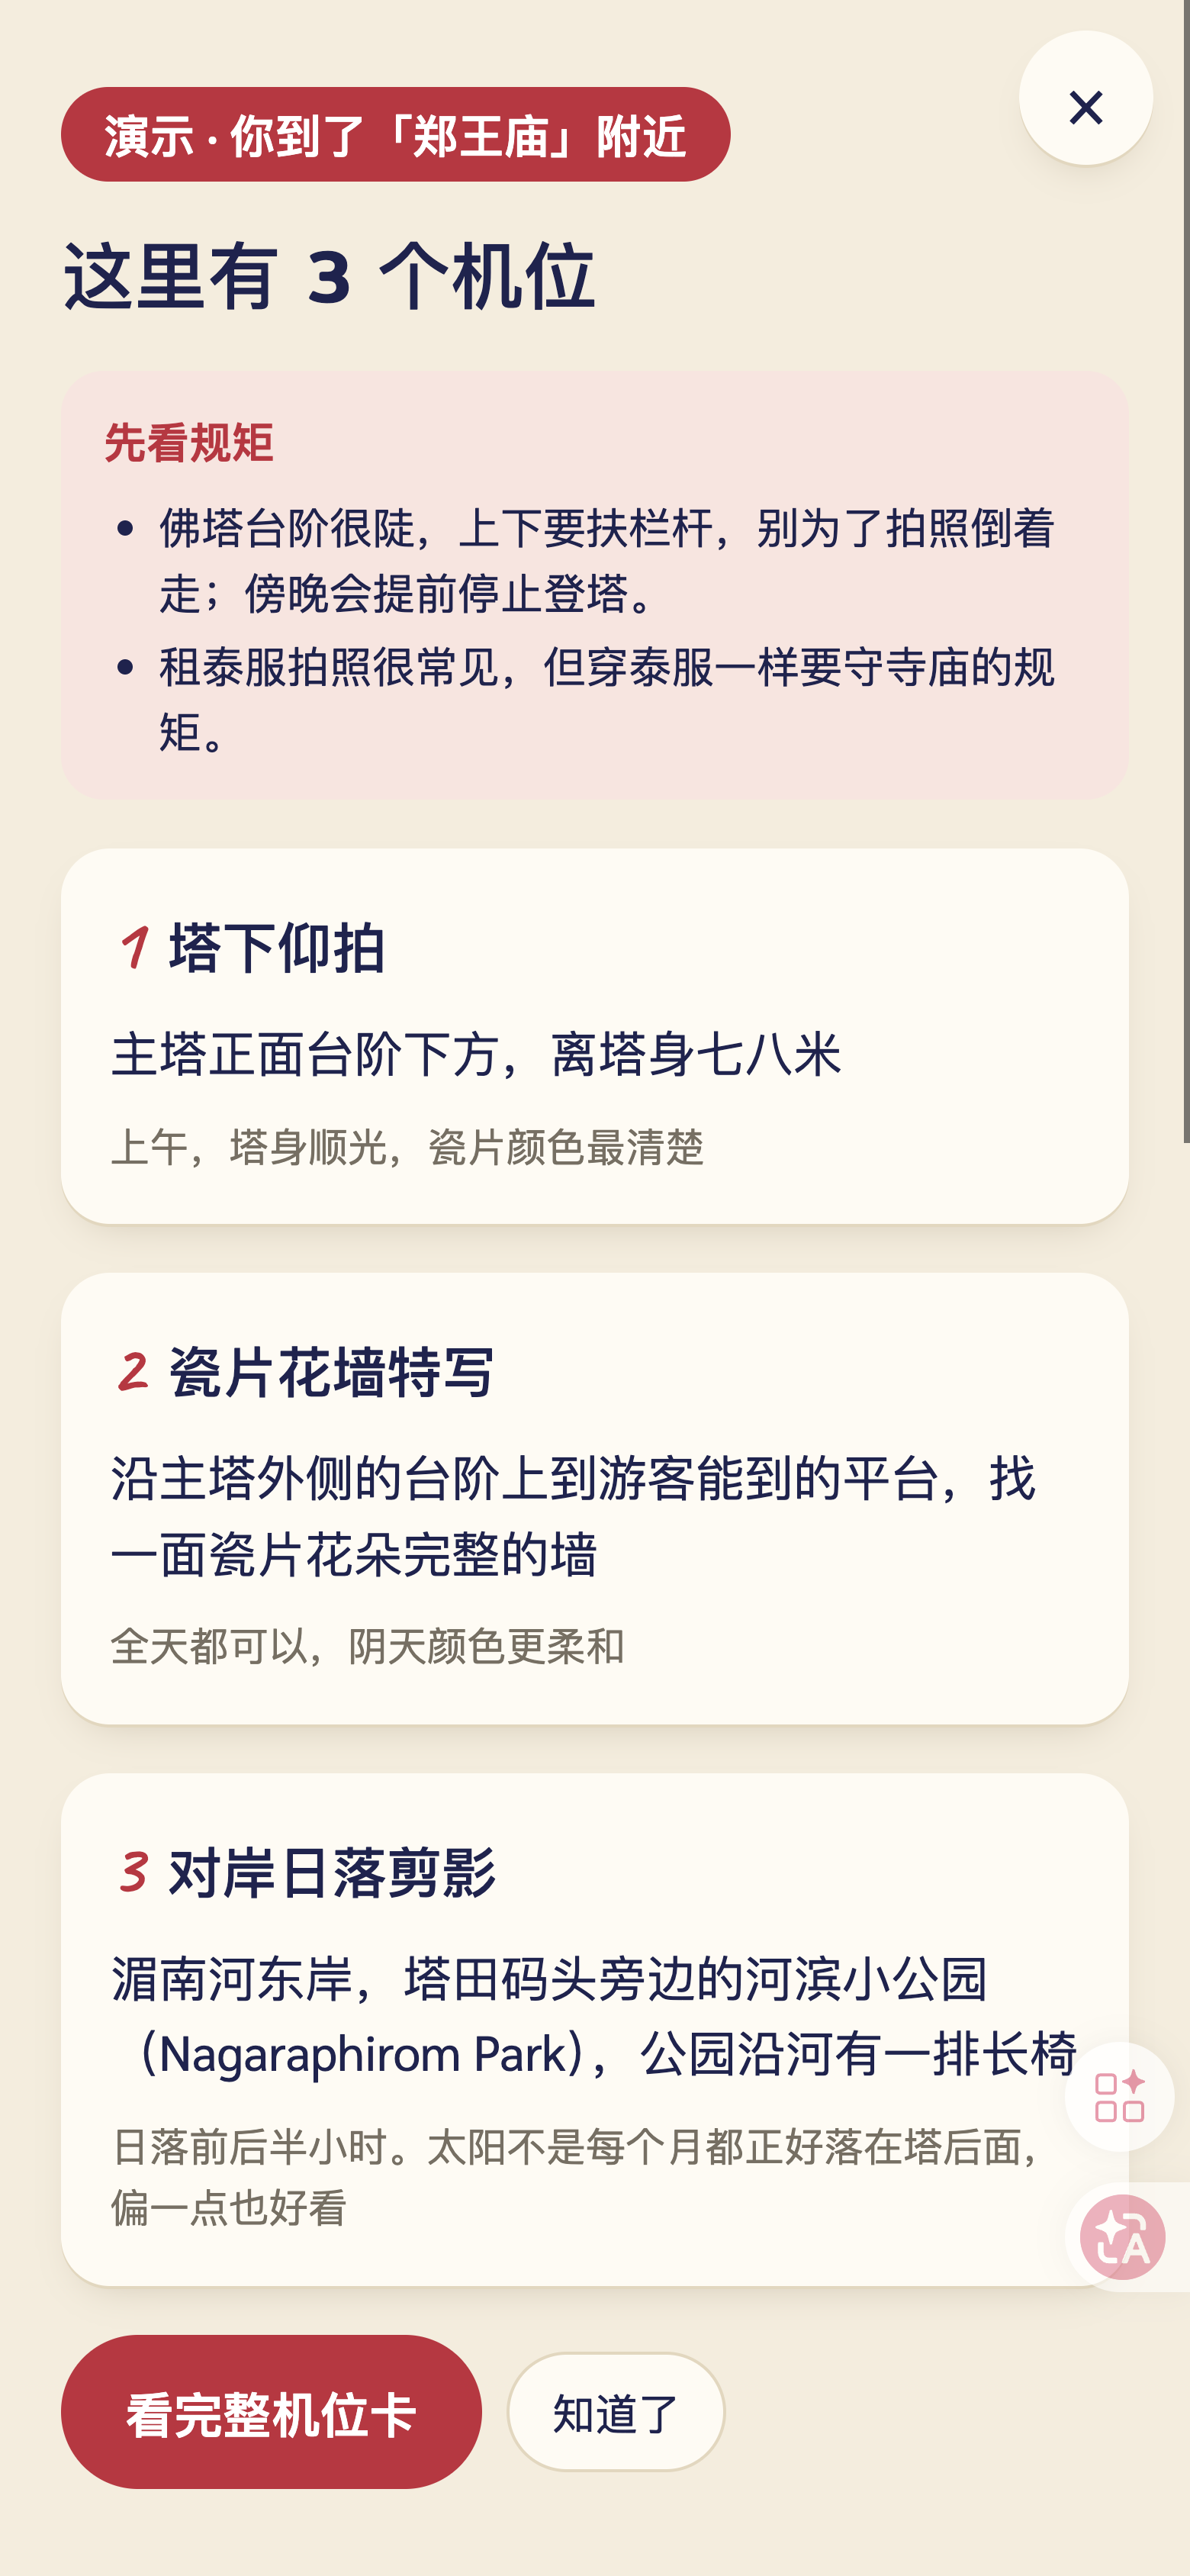 演示 · 你到了「郑王庙」附近
×
这里有 3 个机位
先看规矩
• 佛塔台阶很陡，上下要扶栏杆，别为了拍照倒着
走；傍晚会提前停止登塔。
• 租泰服拍照很常见，但穿泰服一样要守寺庙的规
矩。
1 塔下仰拍
主塔正面台阶下方，离塔身七八米
上午，塔身顺光，瓷片颜色最清楚
2 瓷片花墙特写
沿主塔外侧的台阶上到游客能到的平台，找
一面瓷片花朵完整的墙
全天都可以，阴天颜色更柔和
3 对岸日落剪影
湄南河东岸，塔田码头旁边的河滨小公园
（Nagaraphirom Park），公园沿河有一排长椅
日落前后半小时。太阳不是每个月都正好落在塔后面，
偏一点也好看
A
看完整机位卡
知道了